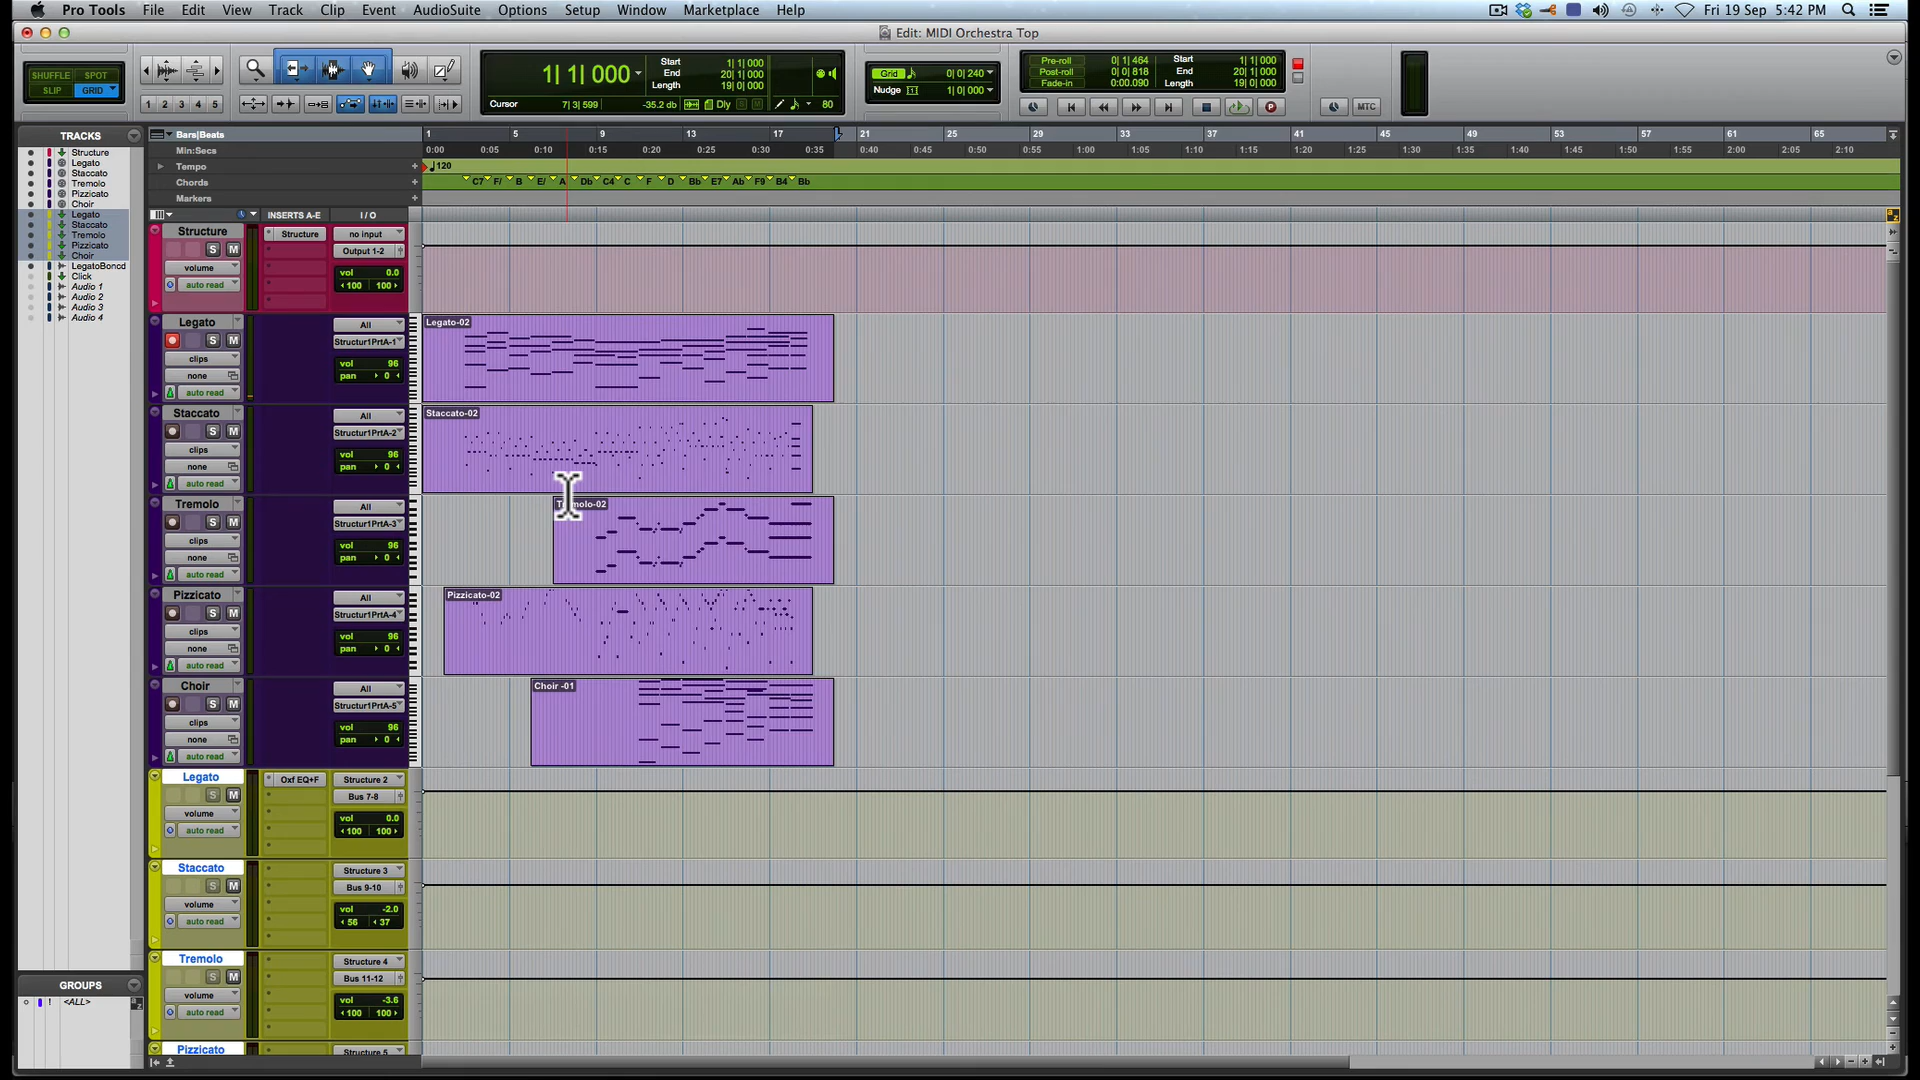 Pro Tools File Edit View Track Clip Event AudioSuite Options Setup Window Marketplace Help Fri 19 Sep 5:42 PM
Edit: MIDI Orchestra Top
SHUFFLE SPOT
SLIP GRID
1 2 3 4 5
1| 1| 000
Start 1| 1| 000
End 20| 1| 000
Length 19| 0| 000
Cursor 7| 3| 599 -35.2 db Dly S M 80
Grid 0| 0| 240
Nudge 1| 0| 000
Pre-roll 0| 1| 464 Start 1| 1| 000
Post-roll 0| 0| 818 End 20| 1| 000
Fade-in 0:00.090 Length 19| 0| 000
MTC
TRACKS
Structure
Legato
Staccato
Tremolo
Pizzicato
Choir
Legato
Staccato
Tremolo
Pizzicato
Choir
LegatoBoncd
Click
Audio 1
Audio 2
Audio 3
Audio 4
GROUPS
! <ALL>
Bars|Beats 1 5 9 13 17 21 25 29 33 37 41 45 49 53 57 61 65
Min:Secs 0:00 0:05 0:10 0:15 0:20 0:25 0:30 0:35 0:40 0:45 0:50 0:55 1:00 1:05 1:10 1:15 1:20 1:25 1:30 1:35 1:40 1:45 1:50 1:55 2:00 2:05 2:10
Tempo 120
Chords C7 F/ B E/ A Db C4 C F D Bb E7 Ab F9 B4 Bb
Markers
INSERTS A-E I / O
Structure Structure no input
S M Output 1-2
volume vol 0.0
auto read 100 100
Legato All Legato-02
S M Structur1PrtA-1
clips vol 96
none pan 0
auto read
Staccato All Staccato-02
S M Structur1PrtA-2
clips vol 96
none pan 0
auto read
Tremolo All
S M Structur1PrtA-3
clips vol 96
none pan 0
auto read
Pizzicato All Pizzicato-02
S M Structur1PrtA-4
clips vol 96
none pan 0
auto read
Choir All Choir -01
S M Structur1PrtA-5
clips vol 96
none pan 0
auto read
Legato Oxf EQ+F Structure 2
S M Bus 7-8
volume vol 0.0
auto read 100 100
Staccato Structure 3
S M Bus 9-10
volume vol -2.0
auto read 56 37
Tremolo Structure 4
S M Bus 11-12
volume vol -3.6
auto read 100 100
Pizzicato Structure 5